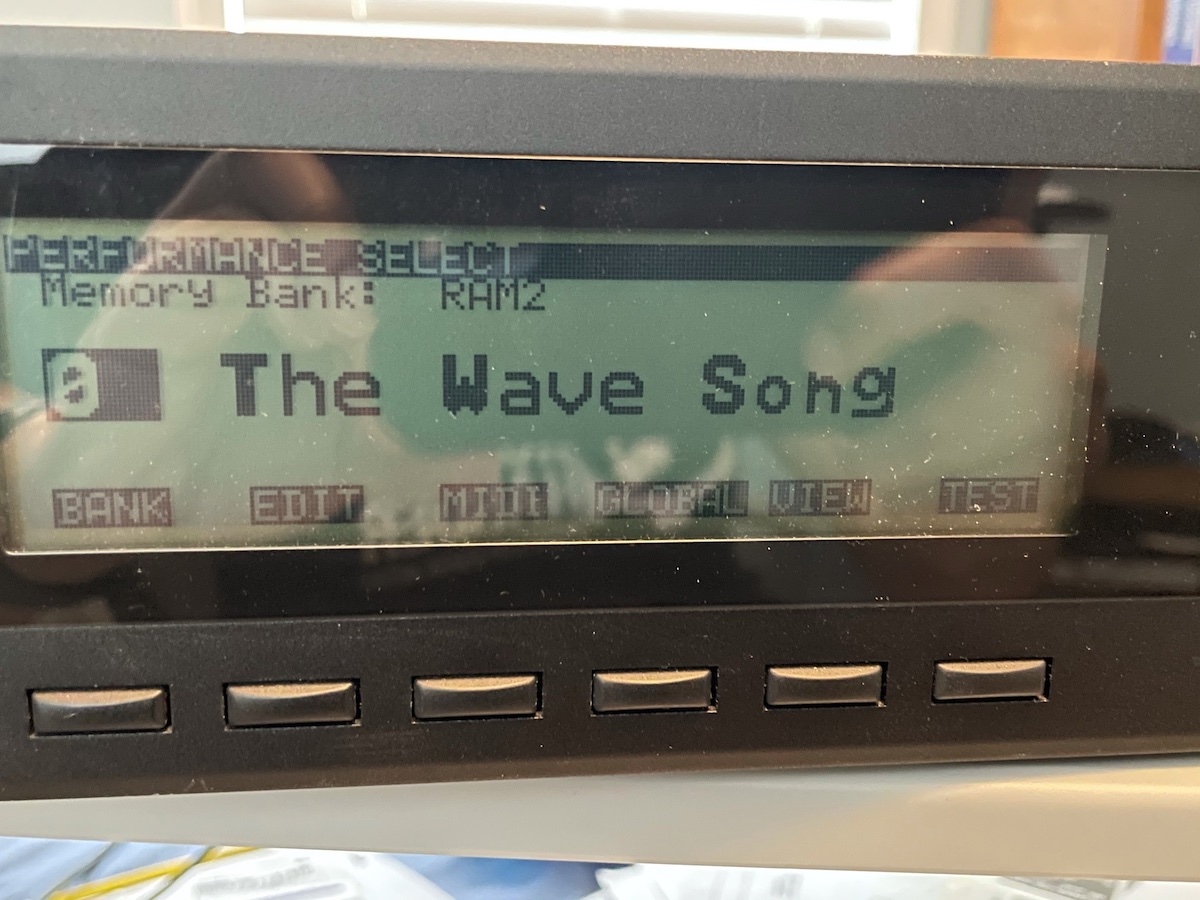 PERFORMANCE SELECT
Memory Bank: RAM2
0 The Wave Song
BANK EDIT MIDI GLOBAL VIEW TEST